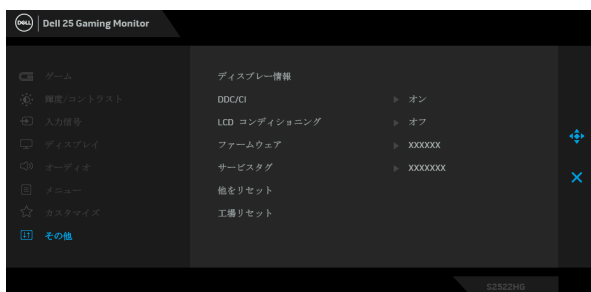 DELL
Dell 25 Gaming Monitor
ゲーム
輝度/コントラスト
入力信号
ディスプレイ
オーディオ
メニュー
カスタマイズ
その他
ディスプレー情報
DDC/CI オン
LCD コンディショニング オフ
ファームウェア XXXXXX
サービスタグ XXXXXXX
他をリセット
工場リセット
S2522HG